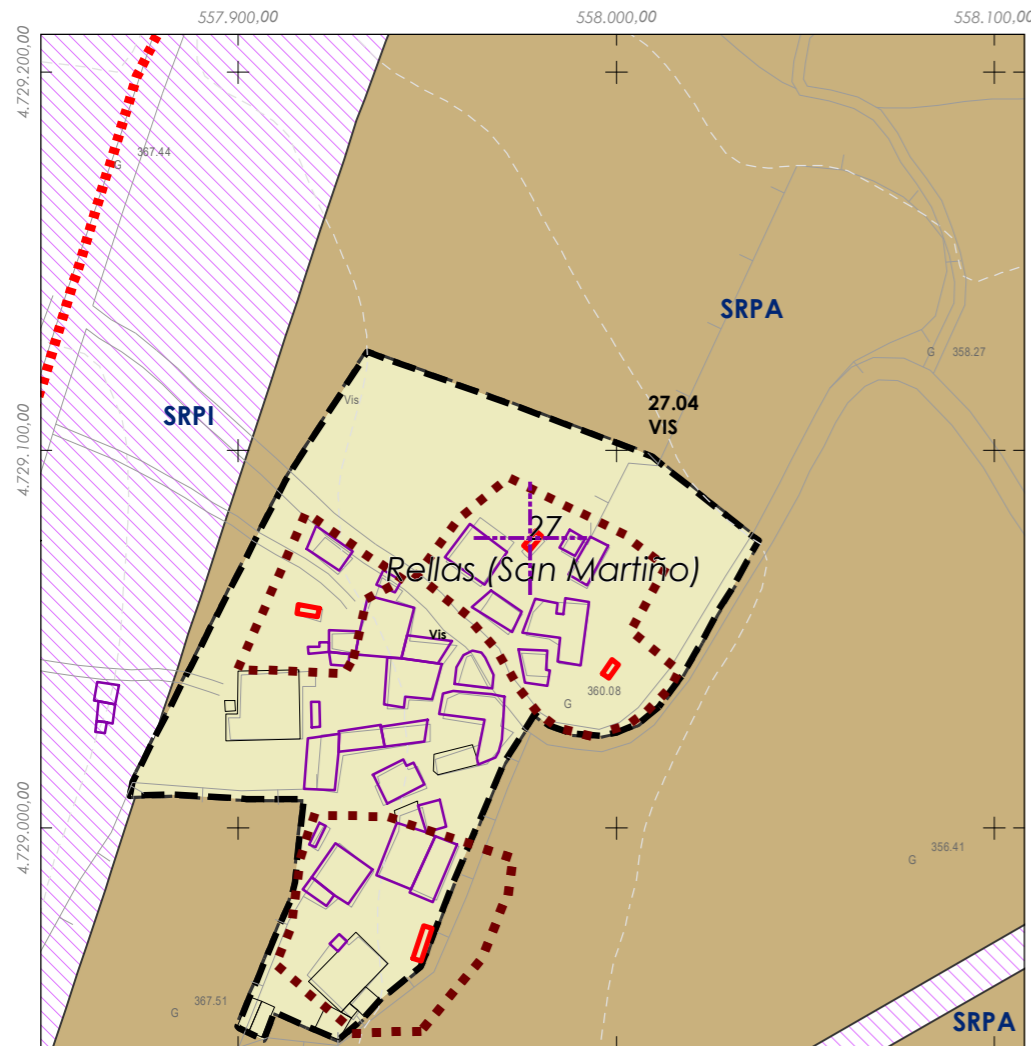 557.900,00
558.000,00
558.100,00
4.729.200,00
367.44
G
SRPA
G 358.27
Vis
27.04
VIS
SRPI
4.729.100,00
27
Rellas (San Martiño)
Vis
360.08
G
4.729.000,00
356.41
G
367.51
G
SRPA